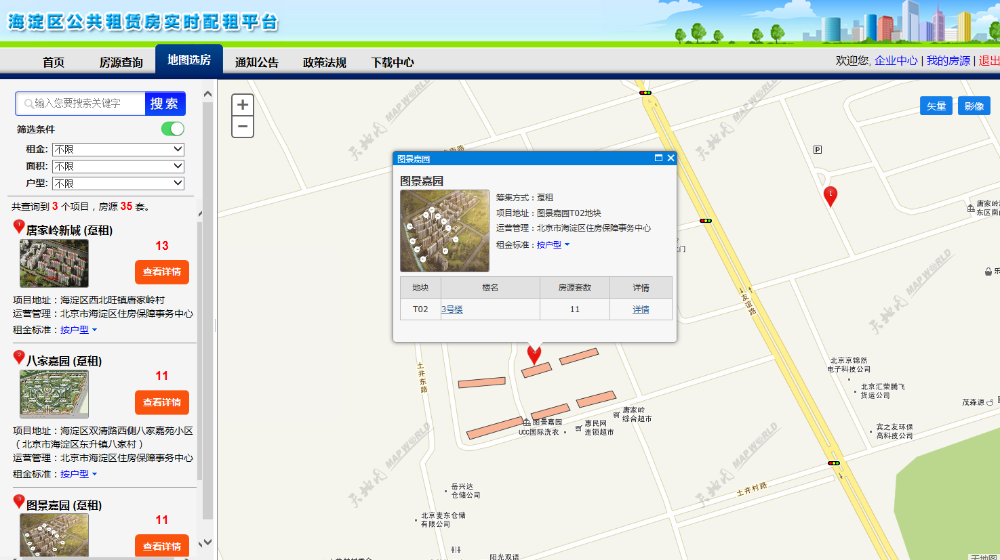 海淀区公共租赁房实时配租平台
首页 房源查询 地图选房 通知公告 政策法规 下载中心
欢迎您, 企业中心 | 我的房源 | 退出
输入您要搜索关键字 搜 索
筛选条件
租金: 不限
面积: 不限
户型: 不限
共查询到 3 个项目，房源 35 套。
1 唐家岭新城 (趸租)
13
查看详情
项目地址：海淀区西北旺镇唐家岭村
运营管理：北京市海淀区住房保障事务中心
租金标准：按户型
2 八家嘉园 (趸租)
11
查看详情
项目地址：海淀区双清路西侧八家嘉苑小区
（北京市海淀区东升镇八家村）
运营管理：北京市海淀区住房保障事务中心
租金标准：按户型
3 图景嘉园 (趸租)
11
查看详情
+
−
矢量 影像
图景嘉园
图景嘉园
筹集方式：趸租
项目地址：图景嘉园T02地块
运营管理：北京市海淀区住房保障事务中心
租金标准：按户型
地块 楼名 房源套数 详情
T02 3号楼 11 详情
P
1
唐家岭
东区南
友谊路
土井东路
图景嘉园
UCC国际洗衣
惠民网
连锁超市
唐家岭
综合超市
北京京锦然
电子科技公司
北京汇荣腾飞
货运公司
茂森源
宾之友环保
高科技公司
土井村路
岳兴达
仓储公司
北京麦东仓储
有限公司
阳光双语
天地图
MAP W@RLD
天地图
MAP W@RLD
天地图
MAP W@RLD
天地图
MAP W@RLD
天地图
MAP W@RLD
天地图